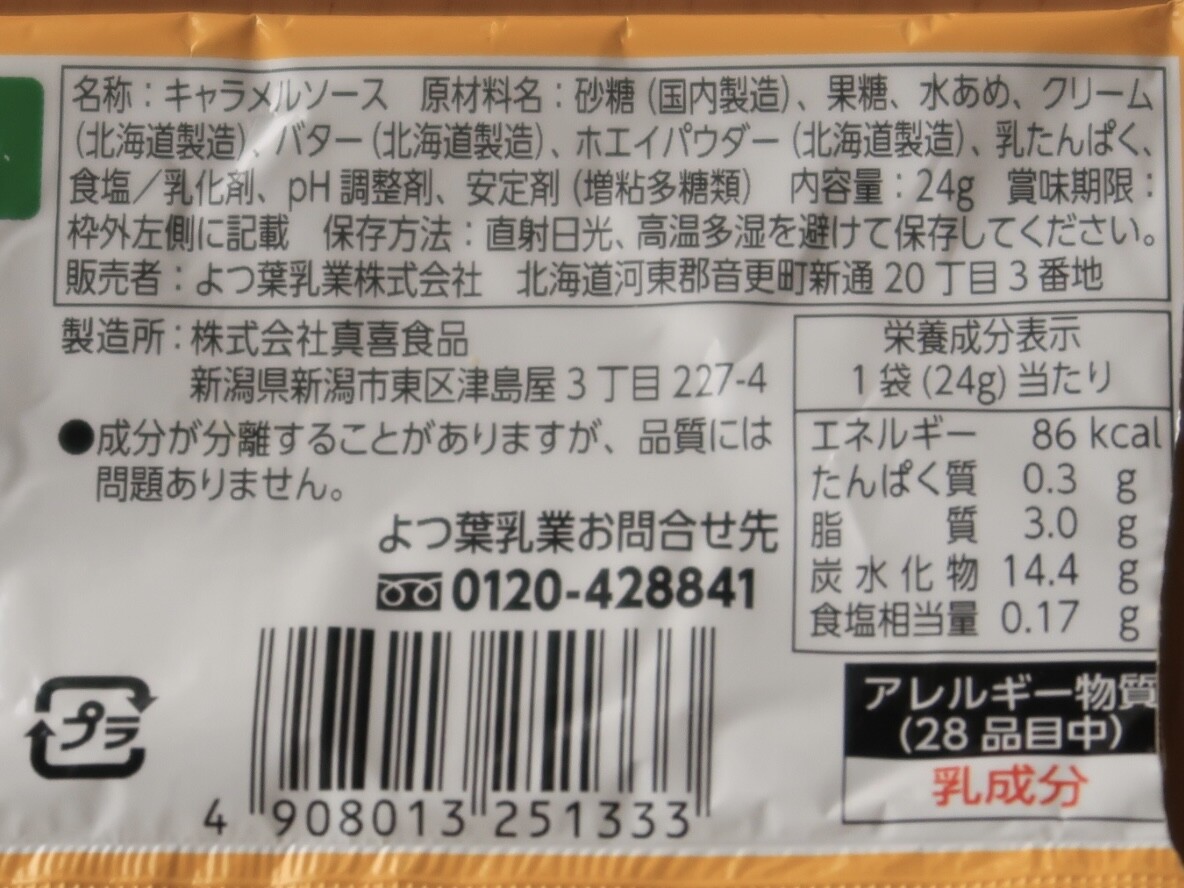 名称：キャラメルソース　原材料名：砂糖（国内製造）、果糖、水あめ、クリーム
（北海道製造）、バター（北海道製造）、ホエイパウダー（北海道製造）、乳たんぱく、
食塩／乳化剤、pH調整剤、安定剤（増粘多糖類）　内容量：24g　賞味期限：
枠外左側に記載　保存方法：直射日光、高温多湿を避けて保存してください。
販売者：よつ葉乳業株式会社　北海道河東郡音更町新通20丁目3番地
製造所：株式会社真喜食品
新潟県新潟市東区津島屋3丁目227-4
●成分が分離することがありますが、品質には
問題ありません。
よつ葉乳業お問合せ先
0120-428841
栄養成分表示
1袋(24g)当たり
エネルギー 86 kcal
たんぱく質 0.3 g
脂質 3.0 g
炭水化物 14.4 g
食塩相当量 0.17 g
アレルギー物質
（28品目中）
乳成分
プラ
4 908013 251333